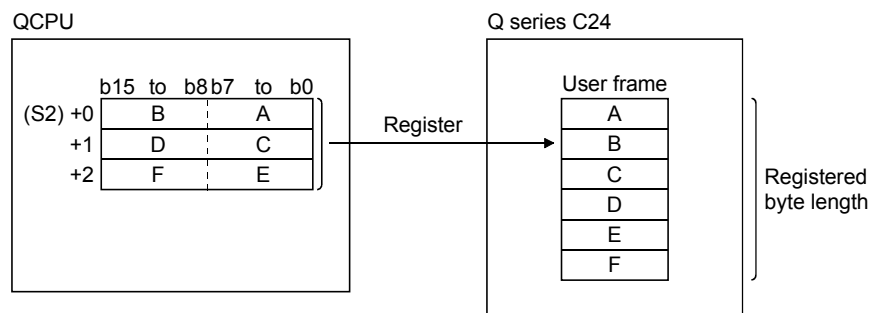 QCPU
Q series C24
b15 to b8 b7 to b0
(S2) +0 B A
+1 D C
+2 F E
Register
User frame
A
B
C
D
E
F
Registered
byte length